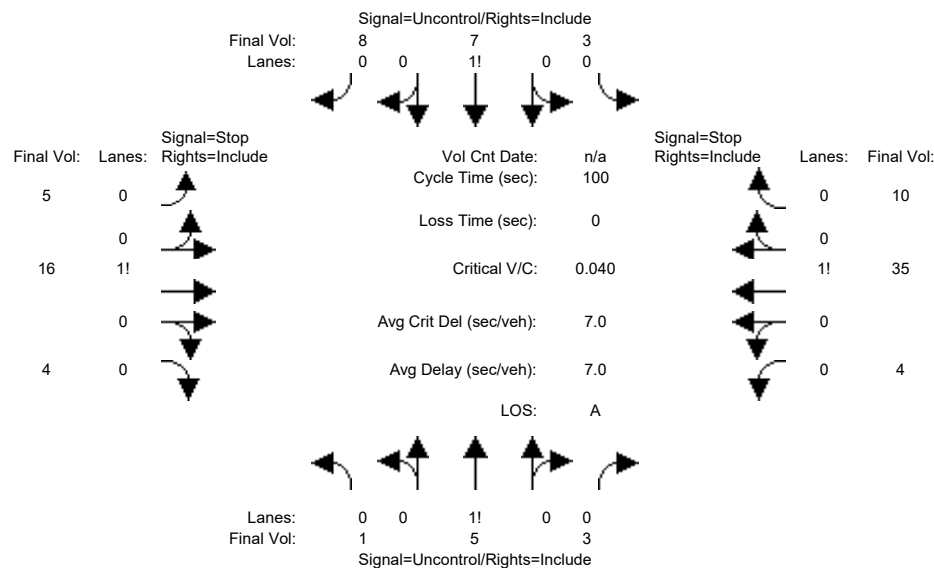 Signal=Uncontrol/Rights=Include
Final Vol: 8 7 3
Lanes: 0 0 1! 0 0
Signal=Stop Signal=Stop
Final Vol: Lanes: Rights=Include Vol Cnt Date: n/a Rights=Include Lanes: Final Vol:
Cycle Time (sec): 100
5 0 0 10
Loss Time (sec): 0
0 0
16 1! Critical V/C: 0.040 1! 35
0 Avg Crit Del (sec/veh): 7.0 0
4 0 Avg Delay (sec/veh): 7.0 0 4
LOS: A
Lanes: 0 0 1! 0 0
Final Vol: 1 5 3
Signal=Uncontrol/Rights=Include